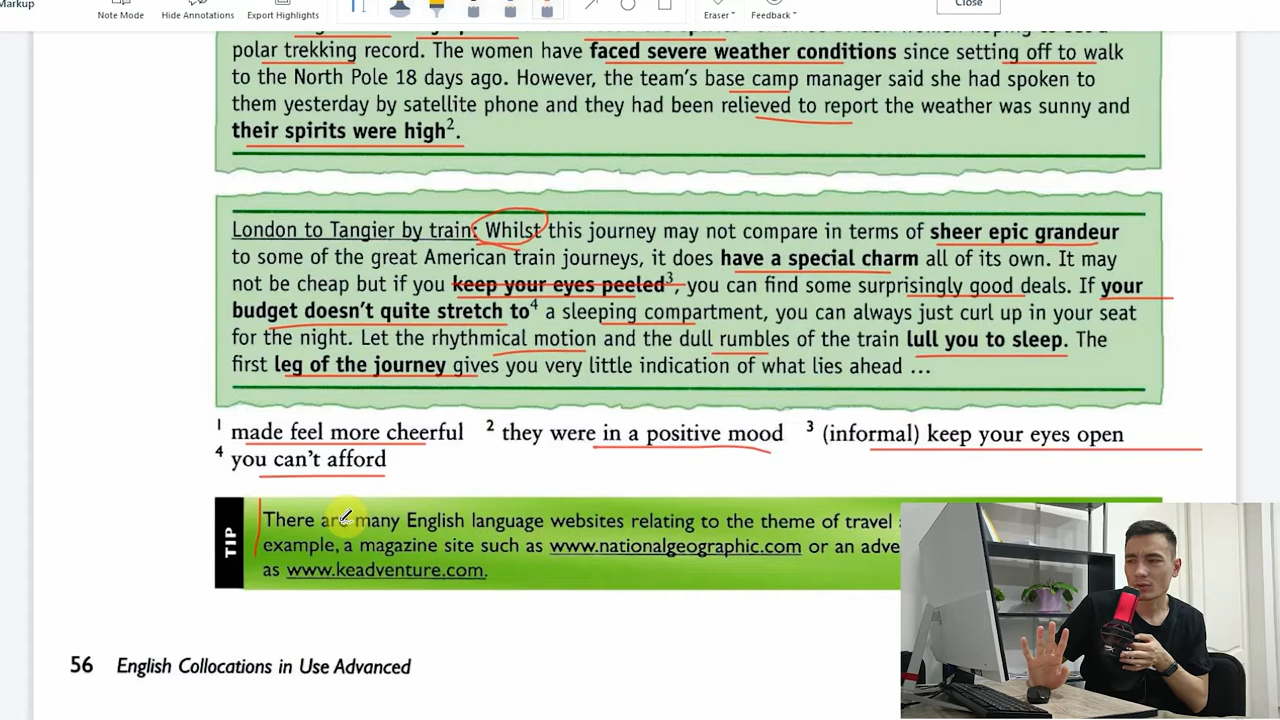 Markup
Note Mode
Hide Annotations
Export Highlights
Eraser
Feedback
Close
polar trekking record. The women have faced severe weather conditions since setting off to walk
to the North Pole 18 days ago. However, the team's base camp manager said she had spoken to
them yesterday by satellite phone and they had been relieved to report the weather was sunny and
their spirits were high².
London to Tangier by train: Whilst this journey may not compare in terms of sheer epic grandeur
to some of the great American train journeys, it does have a special charm all of its own. It may
not be cheap but if you keep your eyes peeled³, you can find some surprisingly good deals. If your
budget doesn't quite stretch to⁴ a sleeping compartment, you can always just curl up in your seat
for the night. Let the rhythmical motion and the dull rumbles of the train lull you to sleep. The
first leg of the journey gives you very little indication of what lies ahead ...
¹ made feel more cheerful ² they were in a positive mood ³ (informal) keep your eyes open
⁴ you can't afford
TIP
There are many English language websites relating to the theme of travel
example, a magazine site such as www.nationalgeographic.com or an
as www.keadventure.com.
56 English Collocations in Use Advanced